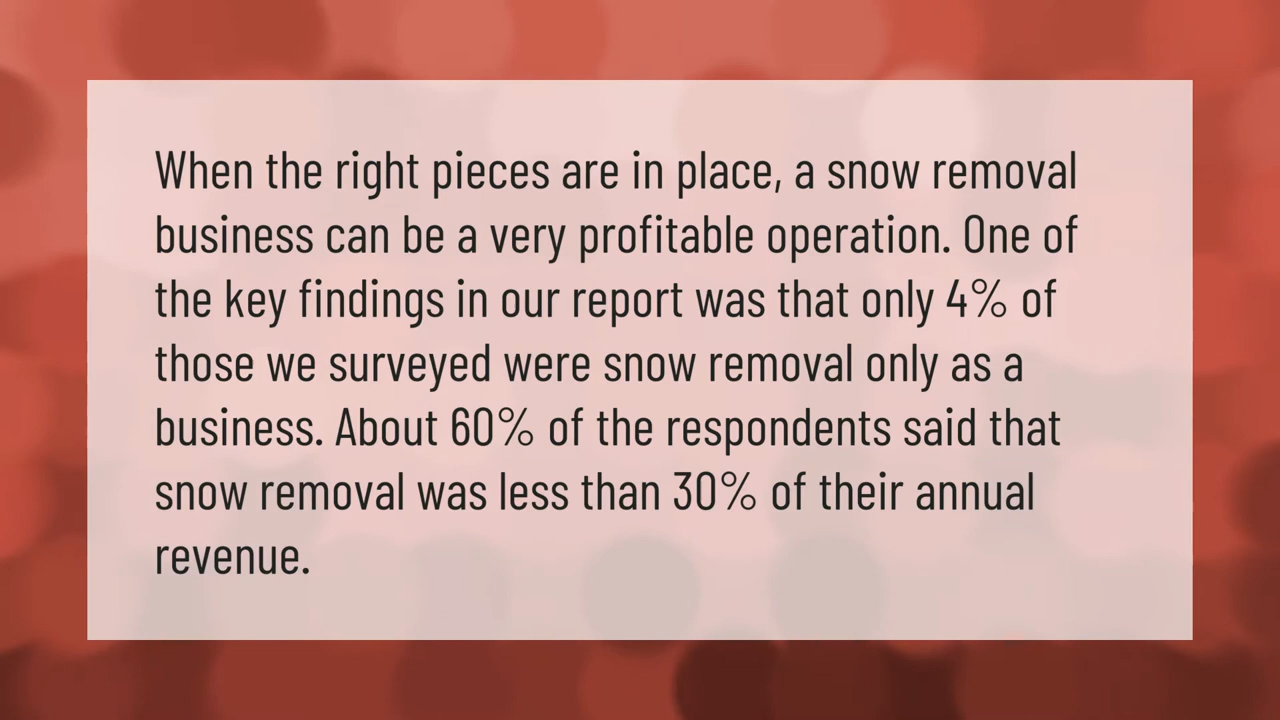 When the right pieces are in place, a snow removal
business can be a very profitable operation. One of
the key findings in our report was that only 4% of
those we surveyed were snow removal only as a
business. About 60% of the respondents said that
snow removal was less than 30% of their annual
revenue.